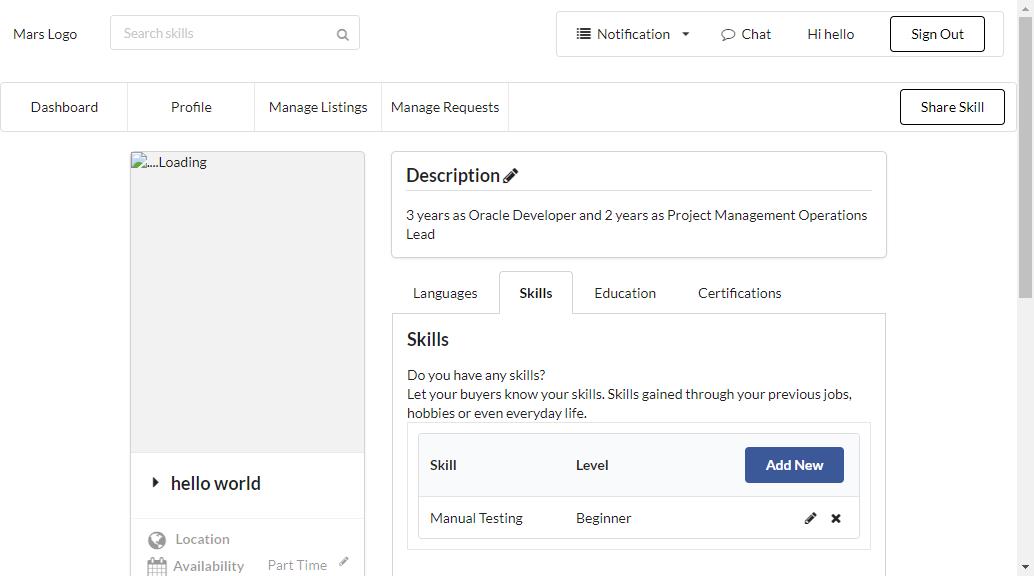 Mars Logo
Search skills
Notification
Chat
Hi hello
Sign Out
Dashboard
Profile
Manage Listings
Manage Requests
Share Skill
....Loading
hello world
Location
Availability Part Time
Description
3 years as Oracle Developer and 2 years as Project Management Operations
Lead
Languages
Skills
Education
Certifications
Skills
Do you have any skills?
Let your buyers know your skills. Skills gained through your previous jobs,
hobbies or even everyday life.
Skill Level Add New
Manual Testing Beginner